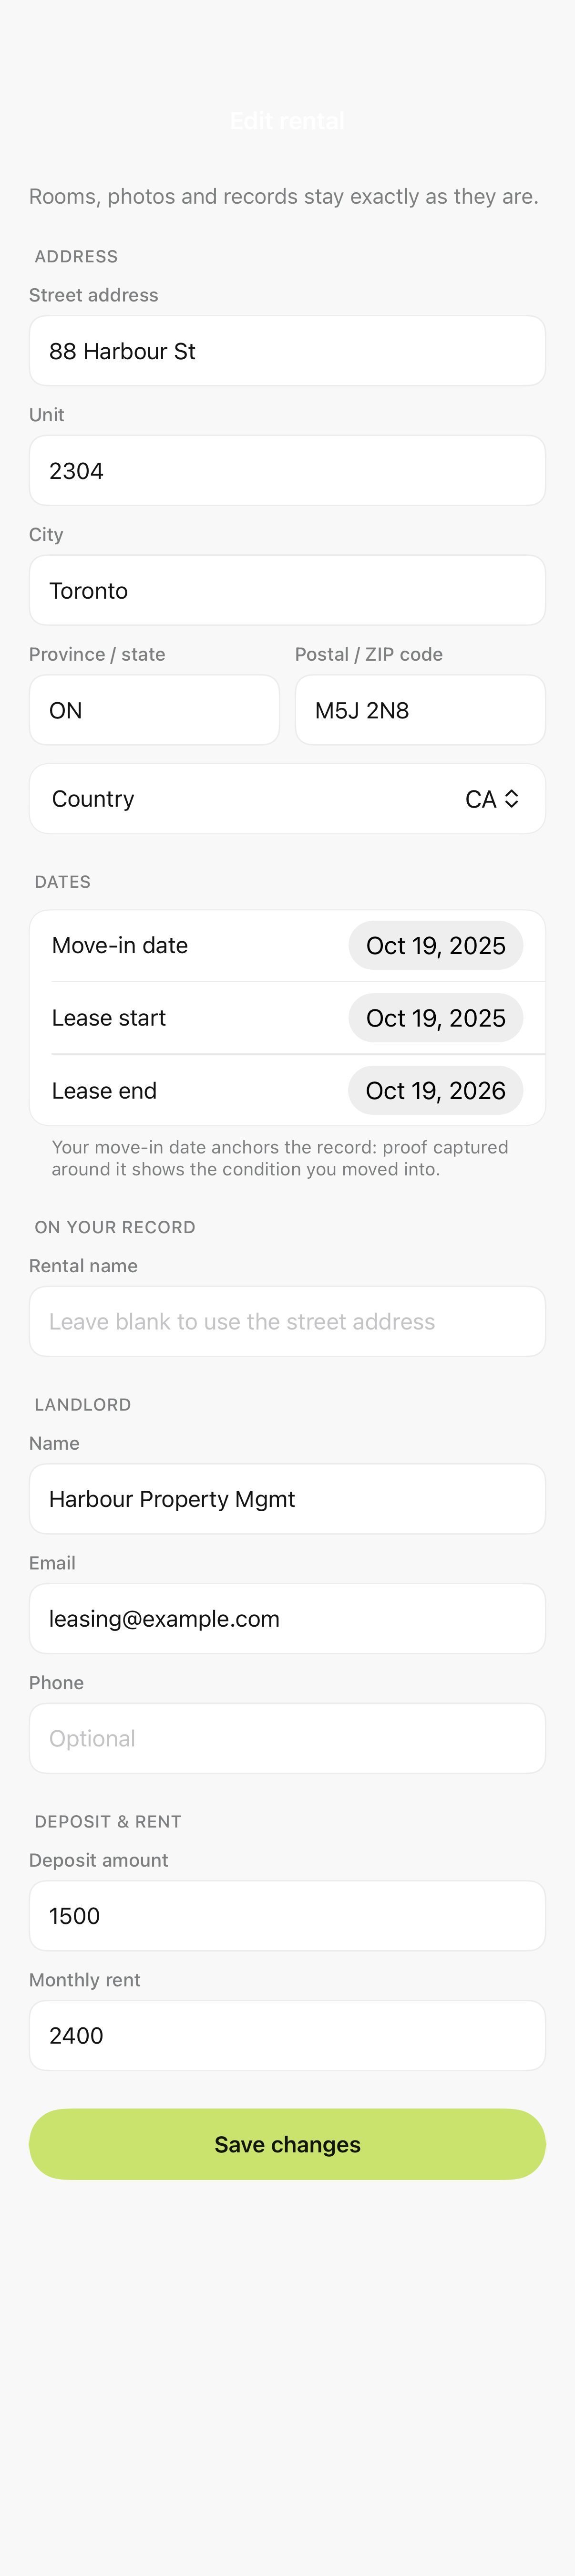 Edit rental
Rooms, photos and records stay exactly as they are.
ADDRESS
Street address
88 Harbour St
Unit
2304
City
Toronto
Province / state
Postal / ZIP code
ON
M5J 2N8
Country
CA
DATES
Move-in date
Oct 19, 2025
Lease start
Oct 19, 2025
Lease end
Oct 19, 2026
Your move-in date anchors the record: proof captured
around it shows the condition you moved into.
ON YOUR RECORD
Rental name
Leave blank to use the street address
LANDLORD
Name
Harbour Property Mgmt
Email
leasing@example.com
Phone
Optional
DEPOSIT & RENT
Deposit amount
1500
Monthly rent
2400
Save changes